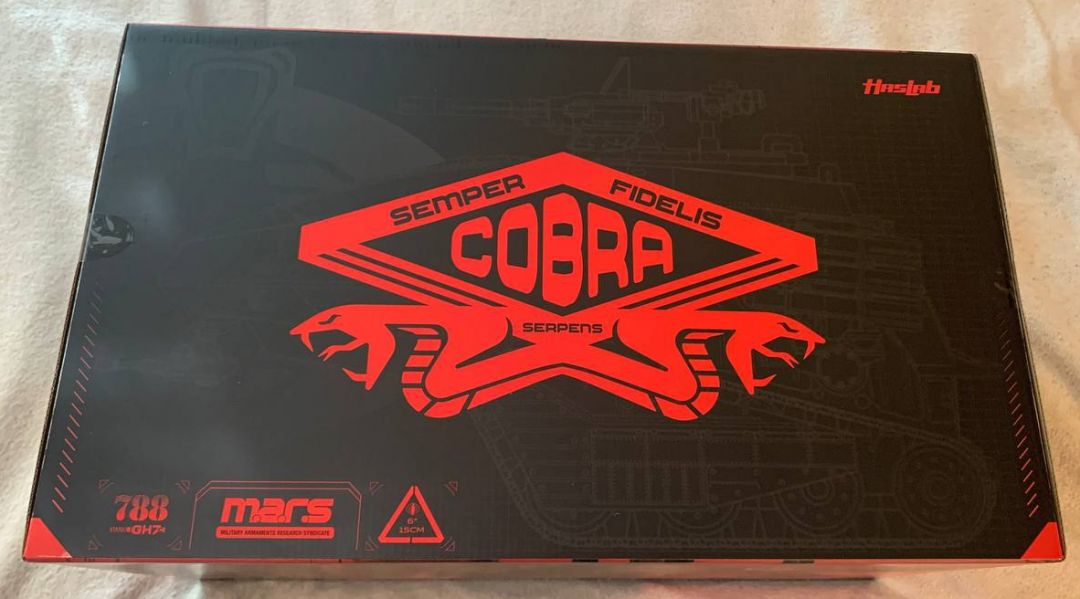 HasLab
SEMPER FIDELIS
COBRA
SERPENS
788
GH7
m.a.r.s
MILITARY ARMAMENTS RESEARCH SYNDICATE
6"
15CM